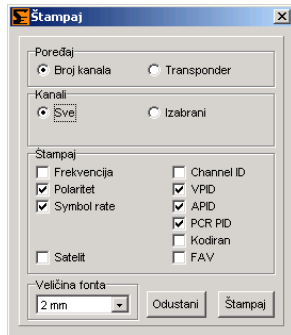 Štampaj
Poređaj
Broj kanala Transponder
Kanali
Sve Izabrani
Štampaj
Frekvencija Channel ID
Polaritet VPID
Symbol rate APID
PCR PID
Kodiran
Satelit FAV
Veličina fonta
2 mm Odustani Štampaj